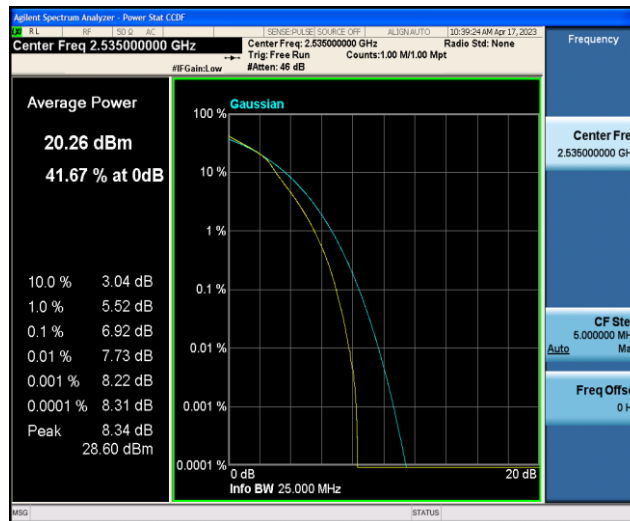 Agilent Spectrum Analyzer - Power Stat CCDF
RL RF 50 Ω AC SENSE:PULSE SOURCE OFF ALIGN AUTO 10:39:24 AM Apr 17, 2023
Center Freq 2.535000000 GHz Center Freq: 2.535000000 GHz Radio Std: None
Trig: Free Run Counts:1.00 M/1.00 Mpt
#IFGain:Low #Atten: 46 dB
Frequency
Average Power
20.26 dBm
41.67 % at 0dB
10.0 % 3.04 dB
1.0 % 5.52 dB
0.1 % 6.92 dB
0.01 % 7.73 dB
0.001 % 8.22 dB
0.0001 % 8.31 dB
Peak 8.34 dB
28.60 dBm
Gaussian
100 %
10 %
1 %
0.1 %
0.01 %
0.001 %
0.0001 %
0 dB 20 dB
Info BW 25.000 MHz
Center Fre
2.535000000 GH
CF Ste
5.000000 MH
Auto Ma
Freq Offs
0 H
MSG STATUS